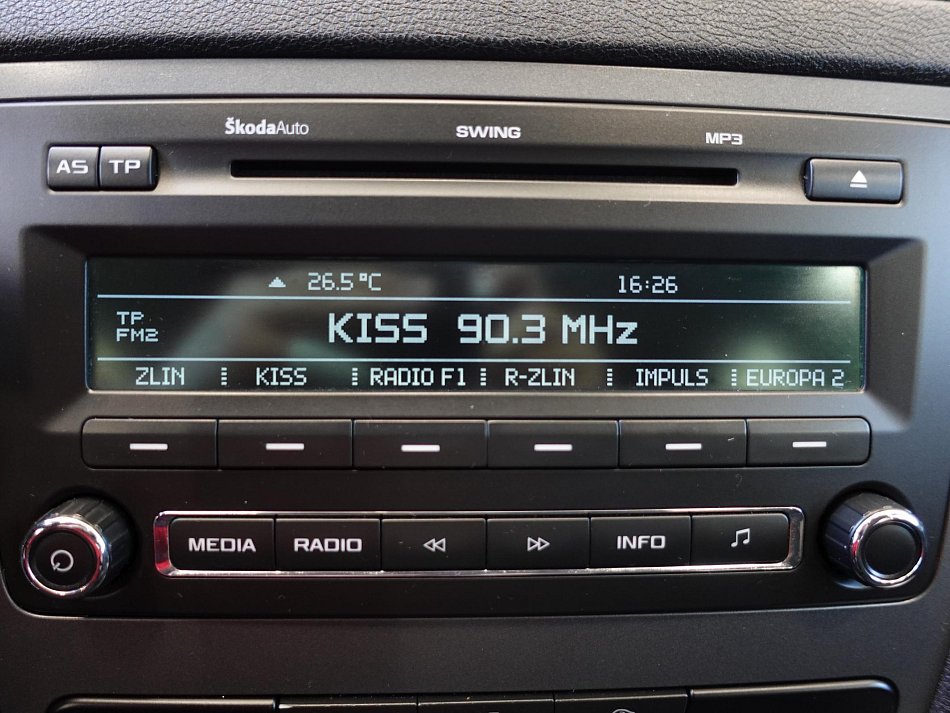 ŠkodaAuto SWING MP3
AS TP
26.5°C 16:26
TP
FM2
KISS 90.3 MHz
ZLIN KISS RADIO F1 R-ZLIN IMPULS EUROPA 2
MEDIA RADIO INFO